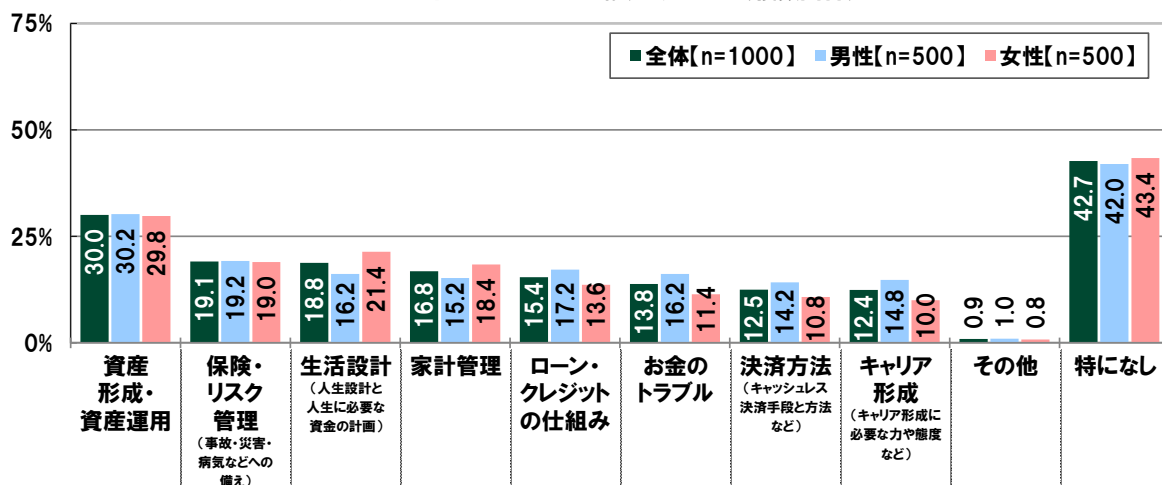 75%
50%
25%
0%
全体【n=1000】 男性【n=500】 女性【n=500】
30.0 30.2 29.8
19.1 19.2 19.0
18.8 16.2 21.4
16.8 15.2 18.4
15.4 17.2 13.6
13.8 16.2 11.4
12.5 14.2 10.8
12.4 14.8 10.0
0.9 1.0 0.8
42.7 42.0 43.4
資産
形成・
資産運用
保険・
リスク
管理
（事故・災害・
病気などへの
備え）
生活設計
（人生設計と
人生に必要な
資金の計画）
家計管理
ローン・
クレジット
の仕組み
お金の
トラブル
決済方法
（キャッシュレス
決済手段と方法
など）
キャリア
形成
（キャリア形成に
必要な力や態度
など）
その他
特になし